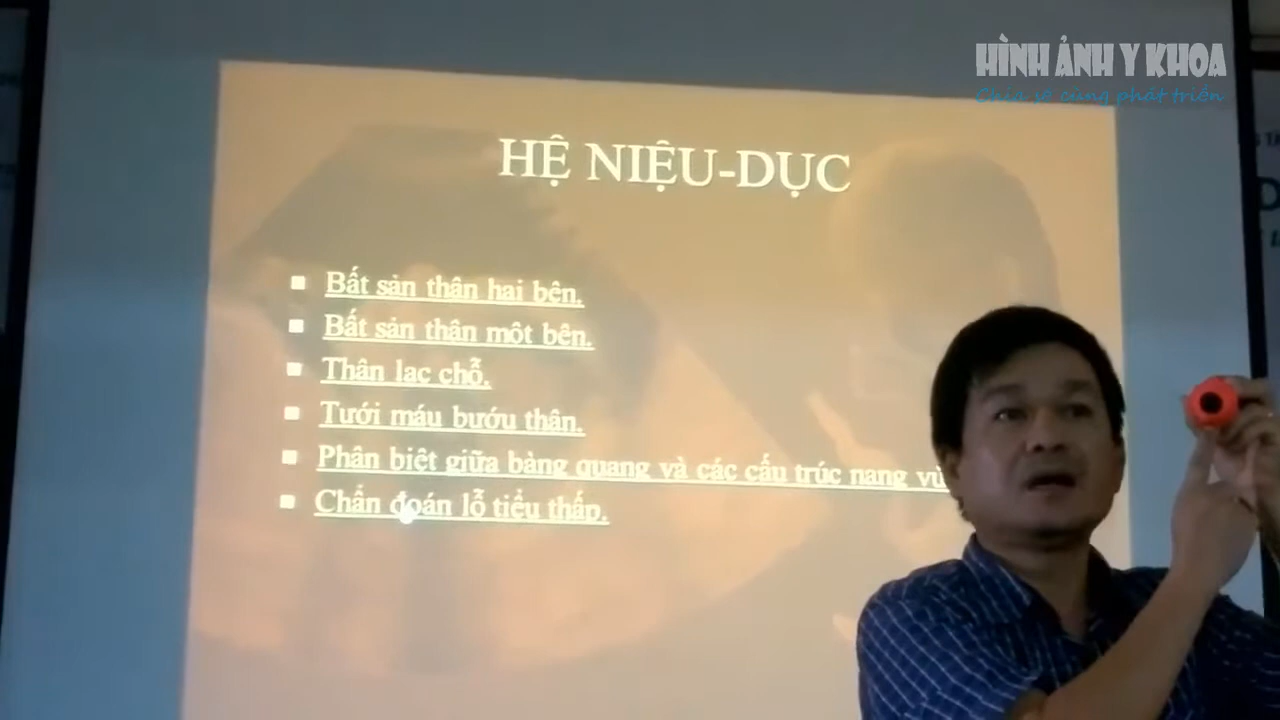 HÌNH ẢNH Y KHOA
Chia sẻ cùng phát triển
HỆ NIỆU-DỤC
Bất sản thận hai bên.
Bất sản thận một bên.
Thận lạc chỗ.
Tưới máu bướu thận.
Phân biệt giữa bàng quang và các cấu trúc nang
Chẩn đoán lỗ tiểu thấp.